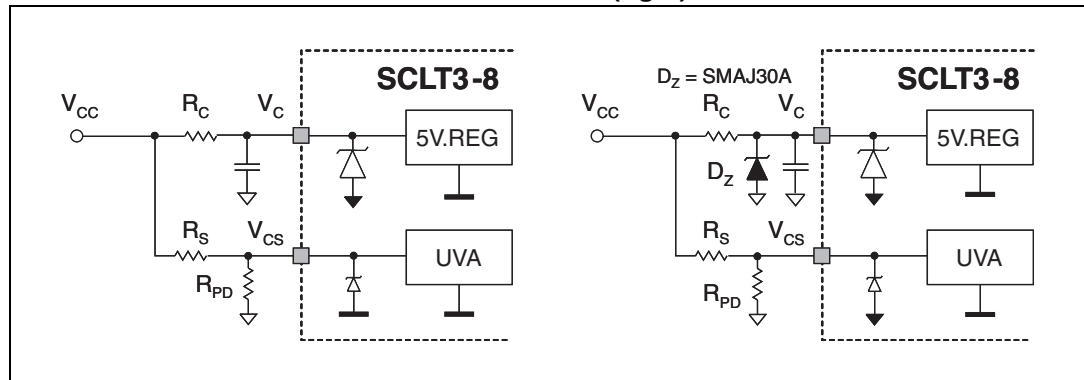 SCLT3-8
V_CC
R_C
V_C
5V.REG
R_S
V_CS
UVA
R_PD
D_Z = SMAJ30A
SCLT3-8
V_CC
R_C
V_C
5V.REG
D_Z
R_S
V_CS
UVA
R_PD